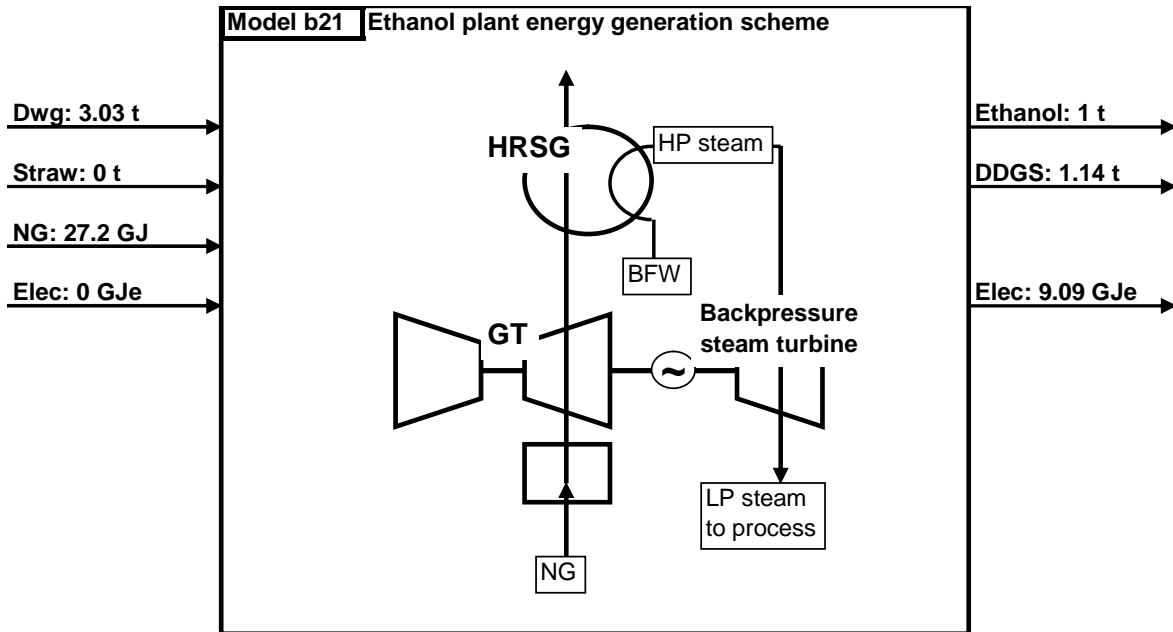 Model b21 Ethanol plant energy generation scheme
Dwg: 3.03 t
Straw: 0 t
NG: 27.2 GJ
Elec: 0 GJe
HRSG
HP steam
BFW
GT
Backpressure
steam turbine
~
LP steam
to process
NG
Ethanol: 1 t
DDGS: 1.14 t
Elec: 9.09 GJe